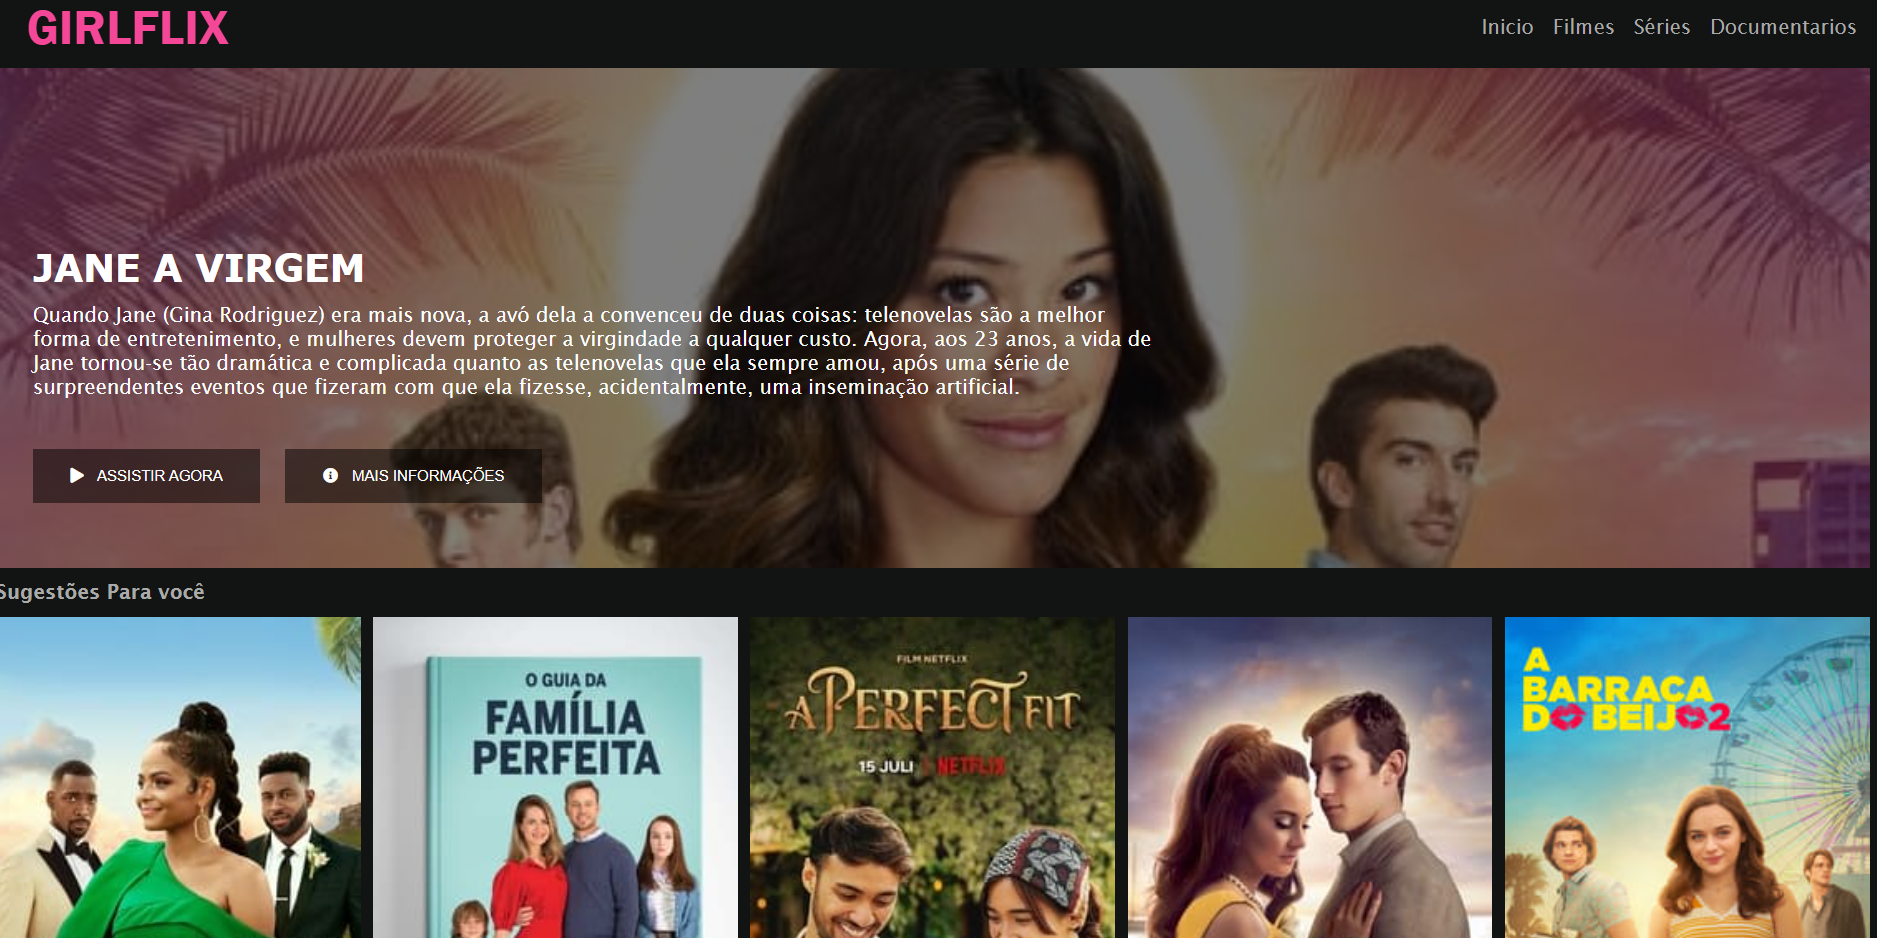 GIRLFLIX
Inicio Filmes Séries Documentarios
JANE A VIRGEM
Quando Jane (Gina Rodriguez) era mais nova, a avó dela a convenceu de duas coisas: telenovelas são a melhor
forma de entretenimento, e mulheres devem proteger a virgindade a qualquer custo. Agora, aos 23 anos, a vida de
Jane tornou-se tão dramática e complicada quanto as telenovelas que ela sempre amou, após uma série de
surpreendentes eventos que fizeram com que ela fizesse, acidentalmente, uma inseminação artificial.
ASSISTIR AGORA
MAIS INFORMAÇÕES
Sugestões Para você
O GUIA DA
FAMÍLIA
PERFEITA
FILM NETFLIX
A PERFECT FIT
15 JULI | NETFLIX
A
BARRACA
DO BEIJO 2